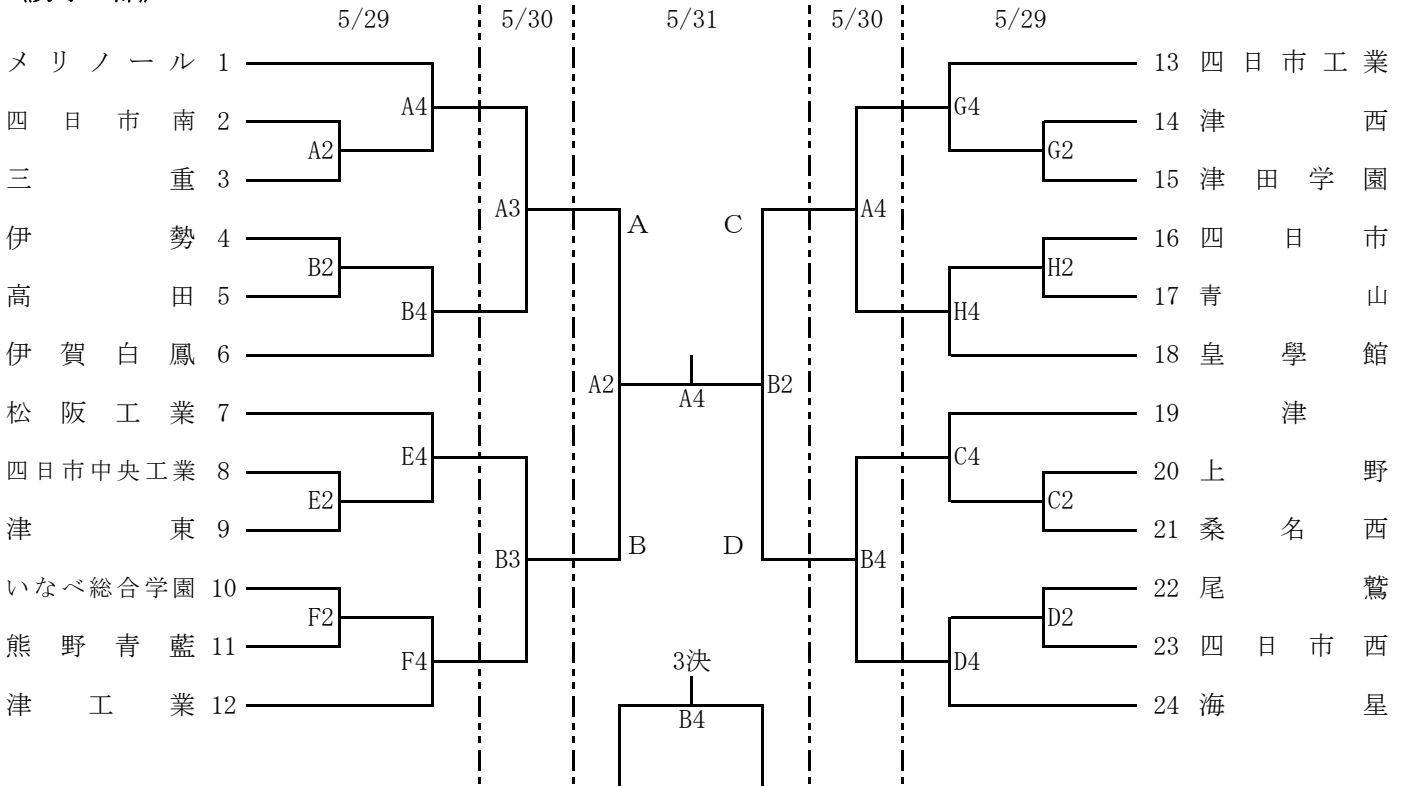 5/29 5/30 5/31 5/30 5/29
メリノール 1 13 四日市工業
A4 G4
四日市南 2 14 津西
A2 G2
三重 3 15 津田学園
A3 A4
A C
伊勢 4 16 四日市
B2 H2
高田 5 17 青山
B4 H4
伊賀白鳳 6 18 皇學館
A2 A4 B2
松阪工業 7 19 津
E4 C4
四日市中央工業 8 20 上野
E2 C2
津東 9 21 桑名西
B D
B3 B4
いなべ総合学園 10 22 尾鷲
F2 D2
熊野青藍 11 23 四日市西
F4 3決 D4
津工業 12 24 海星
B4